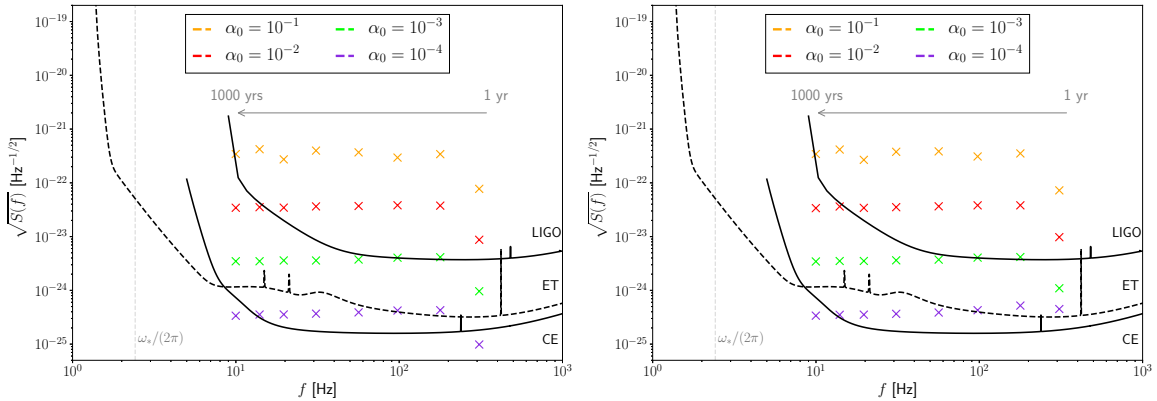 10⁻¹⁹
10⁻²⁰
10⁻²¹
10⁻²²
10⁻²³
10⁻²⁴
10⁻²⁵
√S(f) [Hz⁻¹/²]
α₀ = 10⁻¹ α₀ = 10⁻³
α₀ = 10⁻² α₀ = 10⁻⁴
1000 yrs 1 yr
LIGO
ET
CE
ω*/(2π)
10⁰ 10¹ 10² 10³
f [Hz]
10⁻¹⁹
10⁻²⁰
10⁻²¹
10⁻²²
10⁻²³
10⁻²⁴
10⁻²⁵
√S(f) [Hz⁻¹/²]
α₀ = 10⁻¹ α₀ = 10⁻³
α₀ = 10⁻² α₀ = 10⁻⁴
1000 yrs 1 yr
LIGO
ET
CE
ω*/(2π)
10⁰ 10¹ 10² 10³
f [Hz]